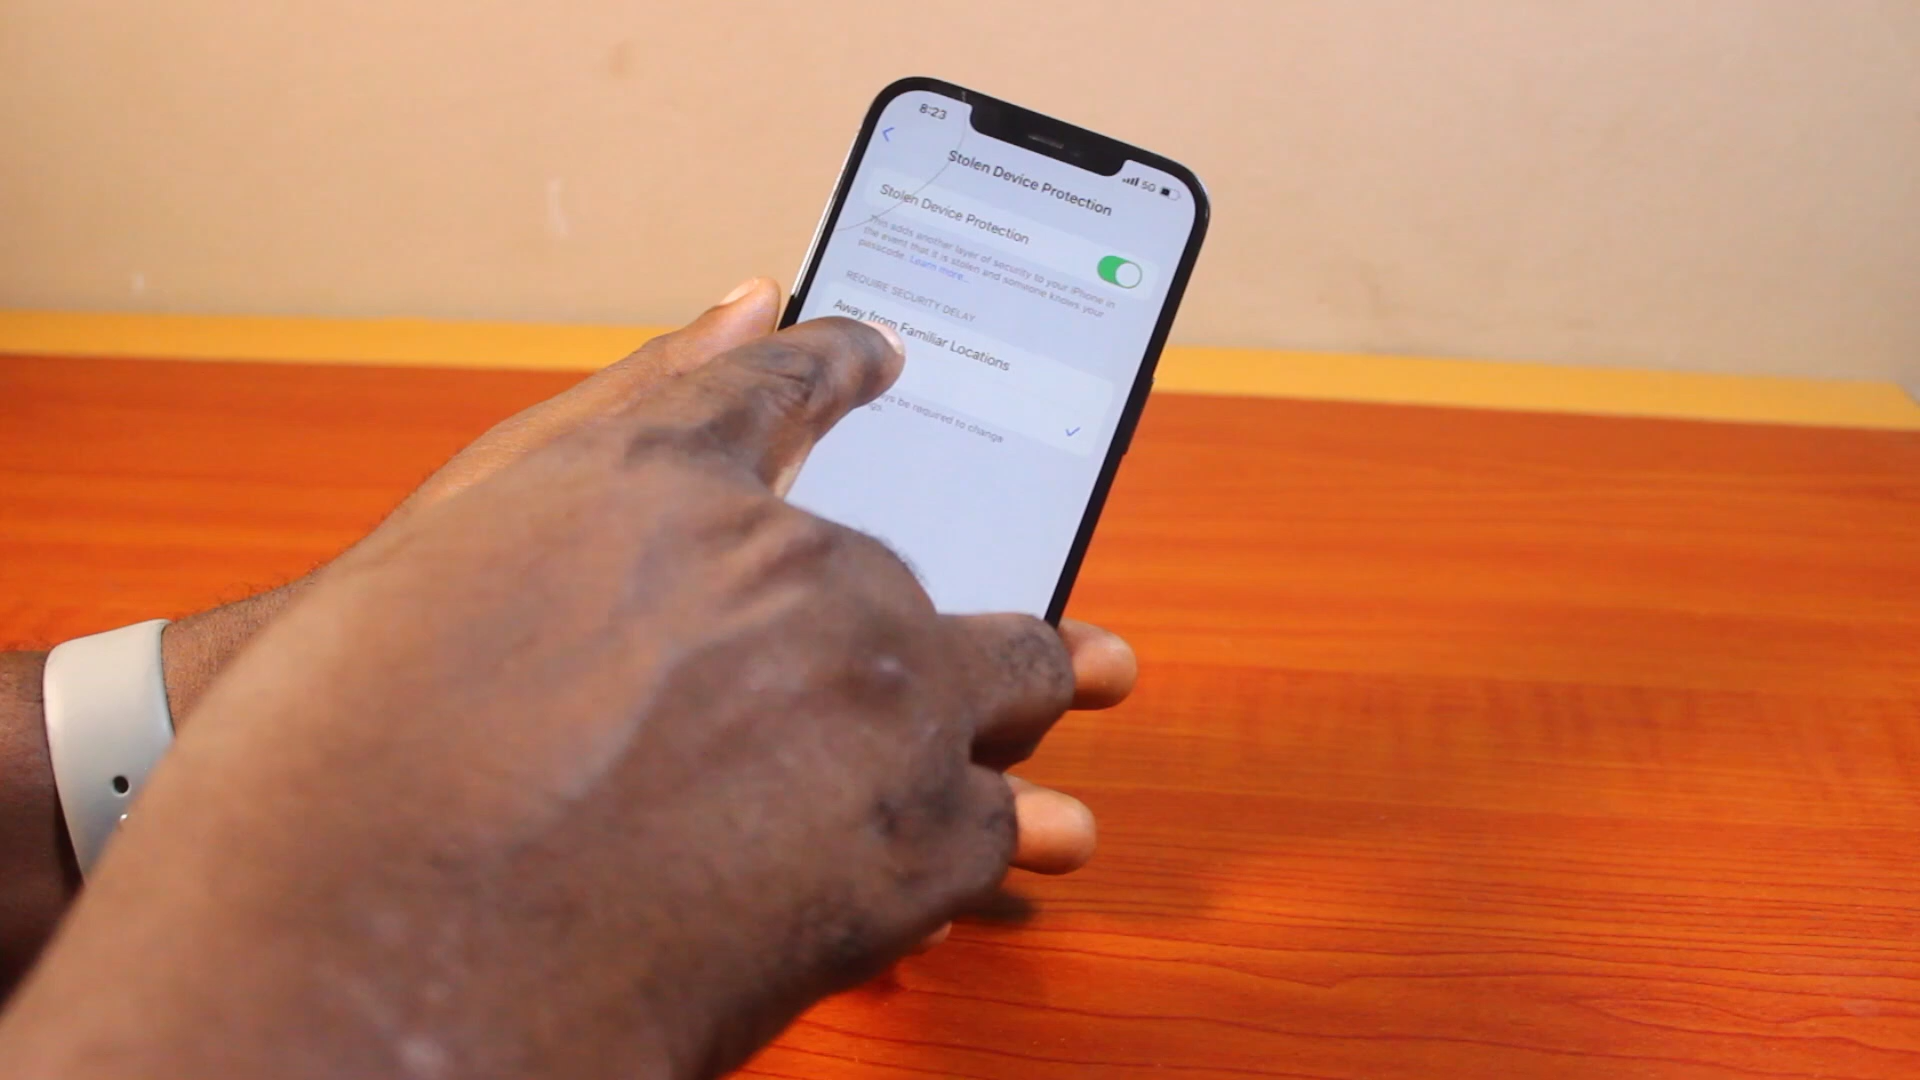 8:23
5G
Stolen Device Protection
Stolen Device Protection
This adds another layer of security to your iPhone in
the event that it is stolen and someone knows your
passcode. Learn more...
REQUIRE SECURITY DELAY
Away from Familiar Locations
be required to change